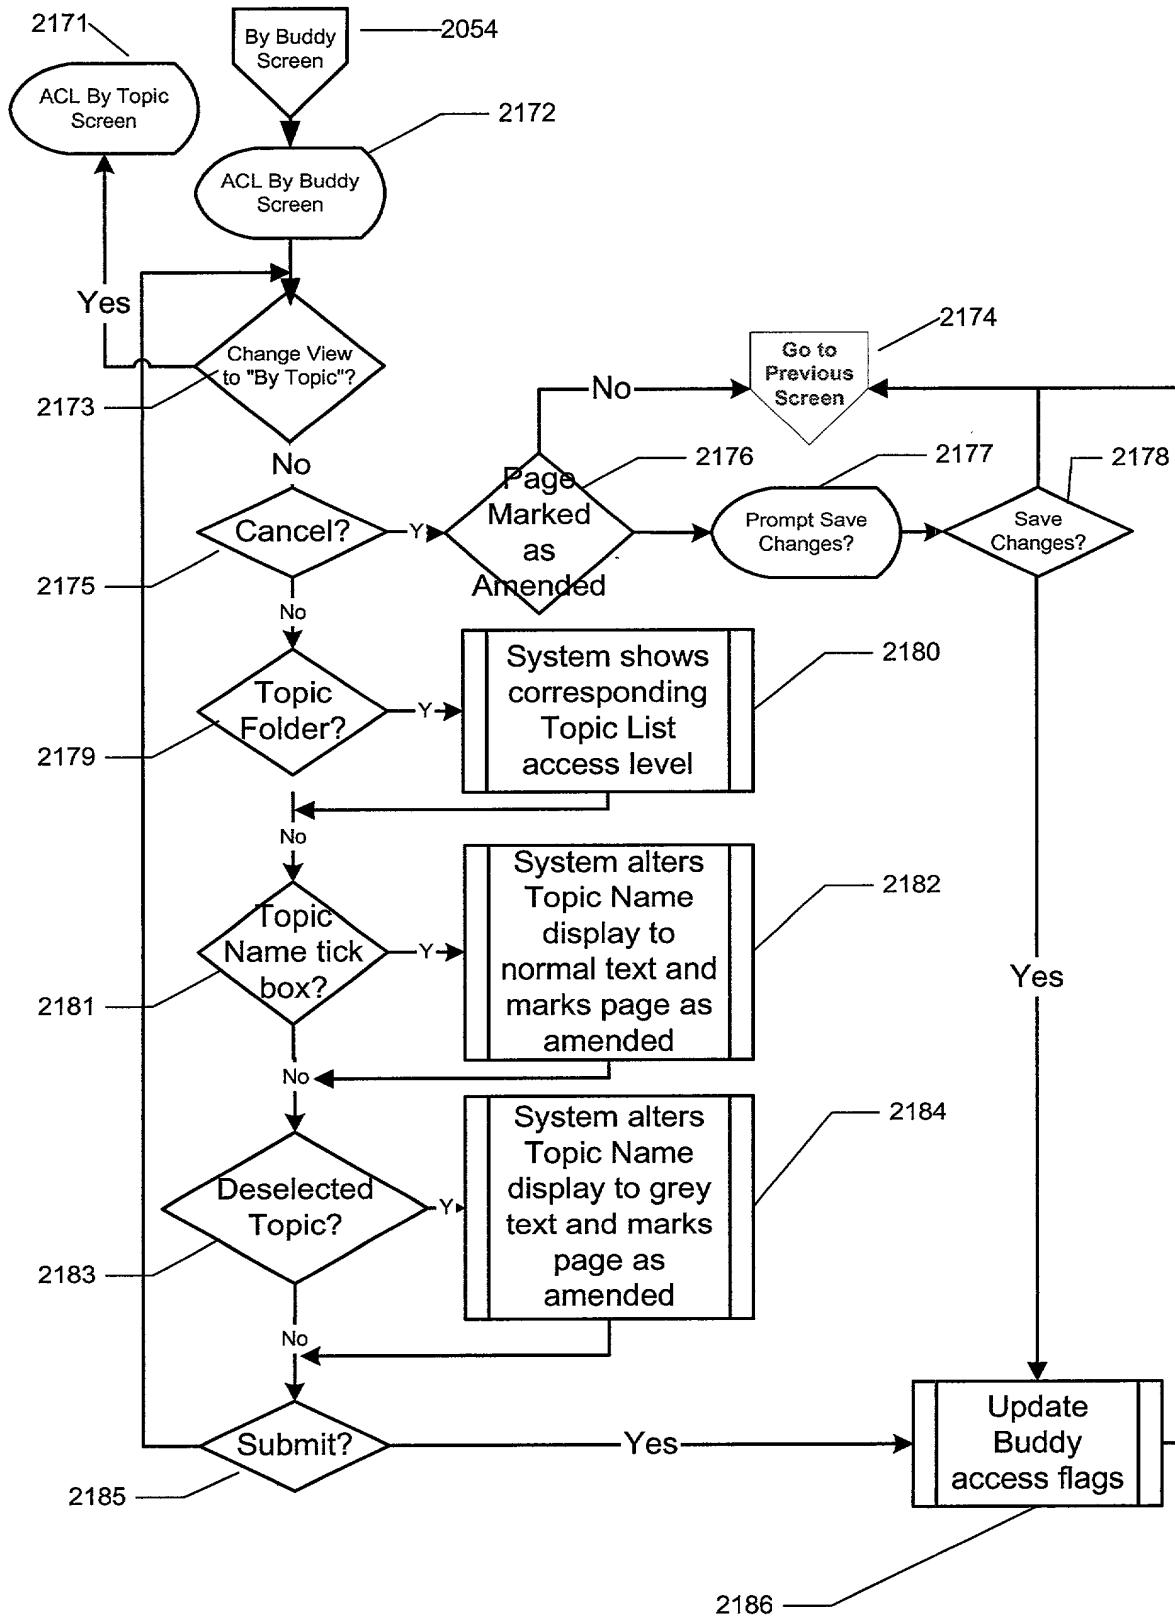 2171
By Buddy
Screen
2054
ACL By Topic
Screen
2172
ACL By Buddy
Screen
Yes
Change View
to "By Topic"?
2173
2174
Go to
Previous
Screen
No
No
2176
2177
2178
Cancel?
Y
Page
Marked
as
Amended
Prompt Save
Changes?
Save
Changes?
2175
No
Topic
Folder?
Y
System shows
corresponding
Topic List
access level
2180
2179
No
Topic
Name tick
box?
Y
System alters
Topic Name
display to
normal text and
marks page as
amended
2182
2181
Yes
No
Deselected
Topic?
Y
System alters
Topic Name
display to grey
text and marks
page as
amended
2184
2183
No
Submit?
Yes
Update
Buddy
access flags
2185
2186